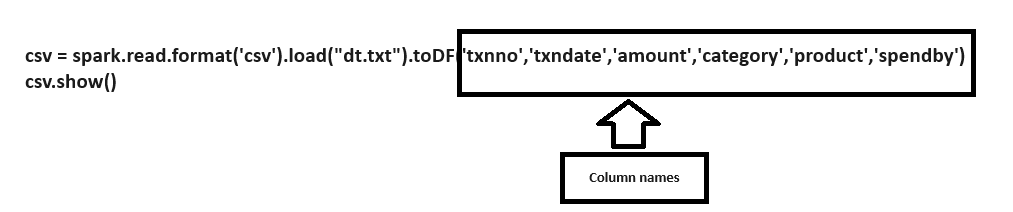 csv = spark.read.format('csv').load("dt.txt").toDF('txnno','txndate','amount','category','product','spendby')
csv.show()
Column names